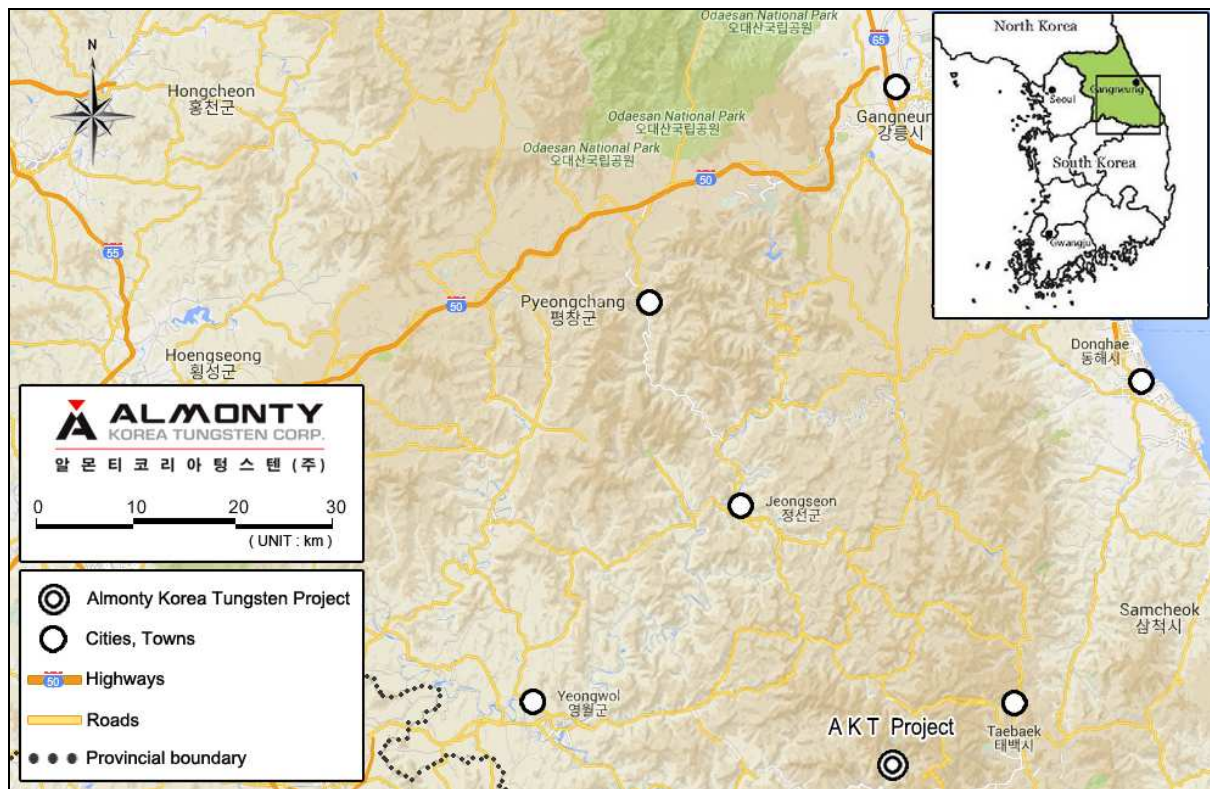 Odaesan National Park
오대산국립공원
65
N
Hongcheon
홍천군
Gangneun
강릉시
Odaesan National Park
오대산국립공원
Odaesan National Park
오대산국립공원
50
55
50
Pyeongchang
평창군
Hoengseong
횡성군
North Korea
Seoul
Gangneung
South Korea
Gwangju
Donghae
동해시
ALMONTY
KOREA TUNGSTEN CORP.
알몬티코리아텅스텐(주)
0 10 20 30
( UNIT : km )
Jeongseon
정선군
Almonty Korea Tungsten Project
Cities, Towns
50 Highways
Roads
Provincial boundary
Samcheok
삼척시
Yeongwol
영월군
A K T Project
Taebaek
태백시